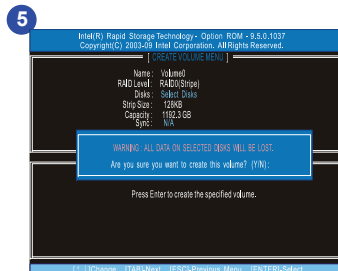 5
Intel(R) Rapid Storage Technology - Option ROM - 9.5.0.1037
Copyright(C) 2003-09 Intel Corporation. All Rights Reserved.
[ CREATE VOLUME MENU ]
Name : Volume0
RAID Level : RAID0(Stripe)
Disks : Select Disks
Strip Size : 128KB
Capacity : 1192.3 GB
Sync : N/A
WARNING : ALL DATA ON SELECTED DISKS WILL BE LOST.
Are you sure you want to create this volume? (Y/N) :
Press Enter to create the specified volume.
[↑↓]Change [TAB]-Next [ESC]-Previous Menu [ENTER]-Select